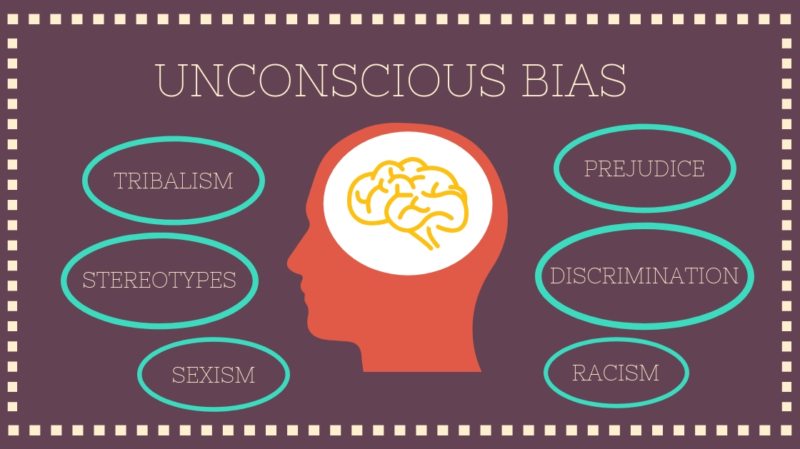 UNCONSCIOUS BIAS
TRIBALISM
STEREOTYPES
SEXISM
PREJUDICE
DISCRIMINATION
RACISM